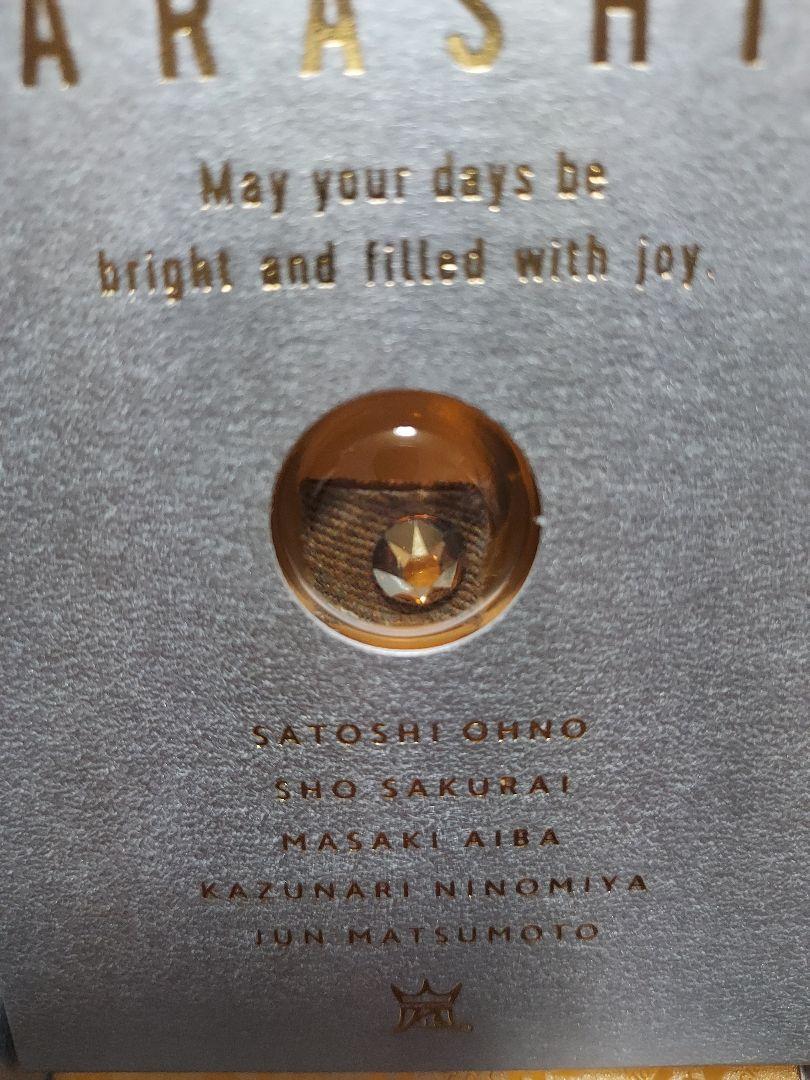 ARASHI
May your days be
bright and filled with joy.
SATOSHI OHNO
SHO SAKURAI
MASAKI AIBA
KAZUNARI NINOMIYA
JUN MATSUMOTO